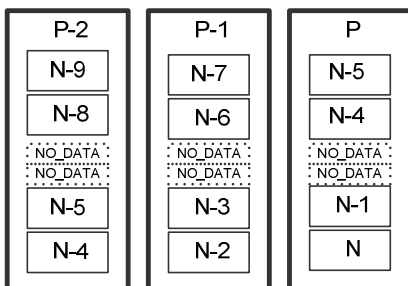 P-2
N-9
N-8
NO_DATA
NO_DATA
N-5
N-4
P-1
N-7
N-6
NO_DATA
NO_DATA
N-3
N-2
P
N-5
N-4
NO_DATA
NO_DATA
N-1
N